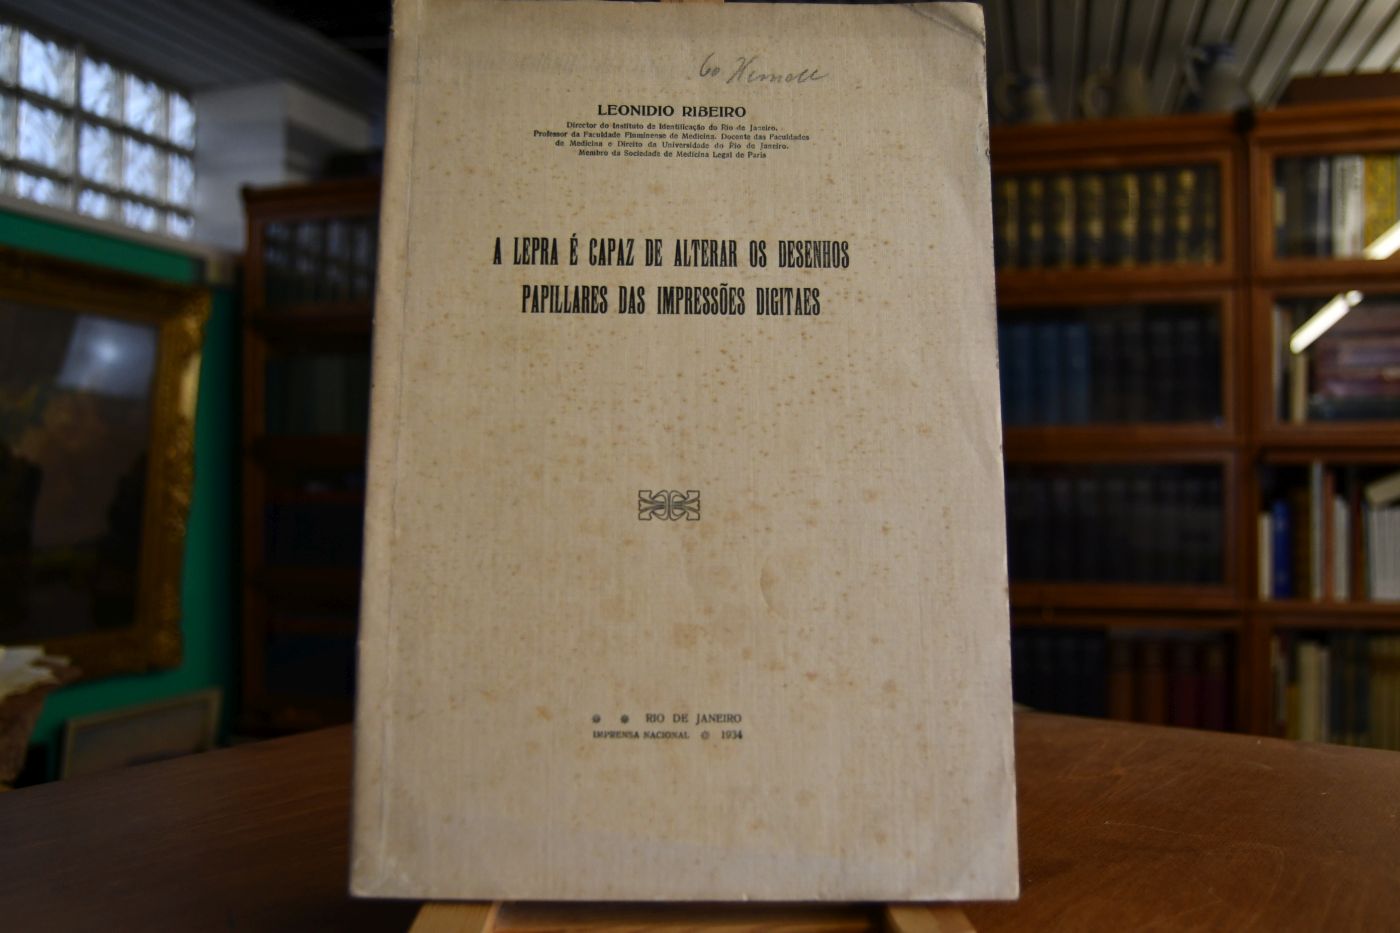 LEONIDIO RIBEIRO
Director do Instituto de Identificação do Rio de Janeiro.
Professor da Faculdade Fluminense de Medicina. Docente das Faculdades
de Medicina e Direito da Universidade do Rio de Janeiro.
Membro da Sociedade de Medicina Legal de Paris
A LEPRA É CAPAZ DE ALTERAR OS DESENHOS
PAPILLARES DAS IMPRESSÕES DIGITAES
RIO DE JANEIRO
IMPRENSA NACIONAL 1934